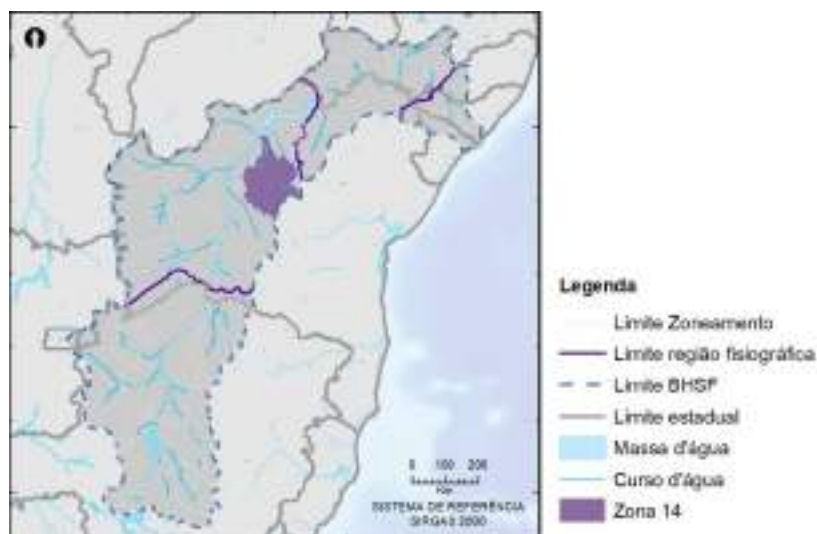 0 100 200
Km
SISTEMA DE REFERÊNCIA
SIRGAS 2000
Legenda
Limite Zoneamento
Limite região fisiográfica
Limite BHSF
Limite estadual
Massa d'água
Curso d'água
Zona 14